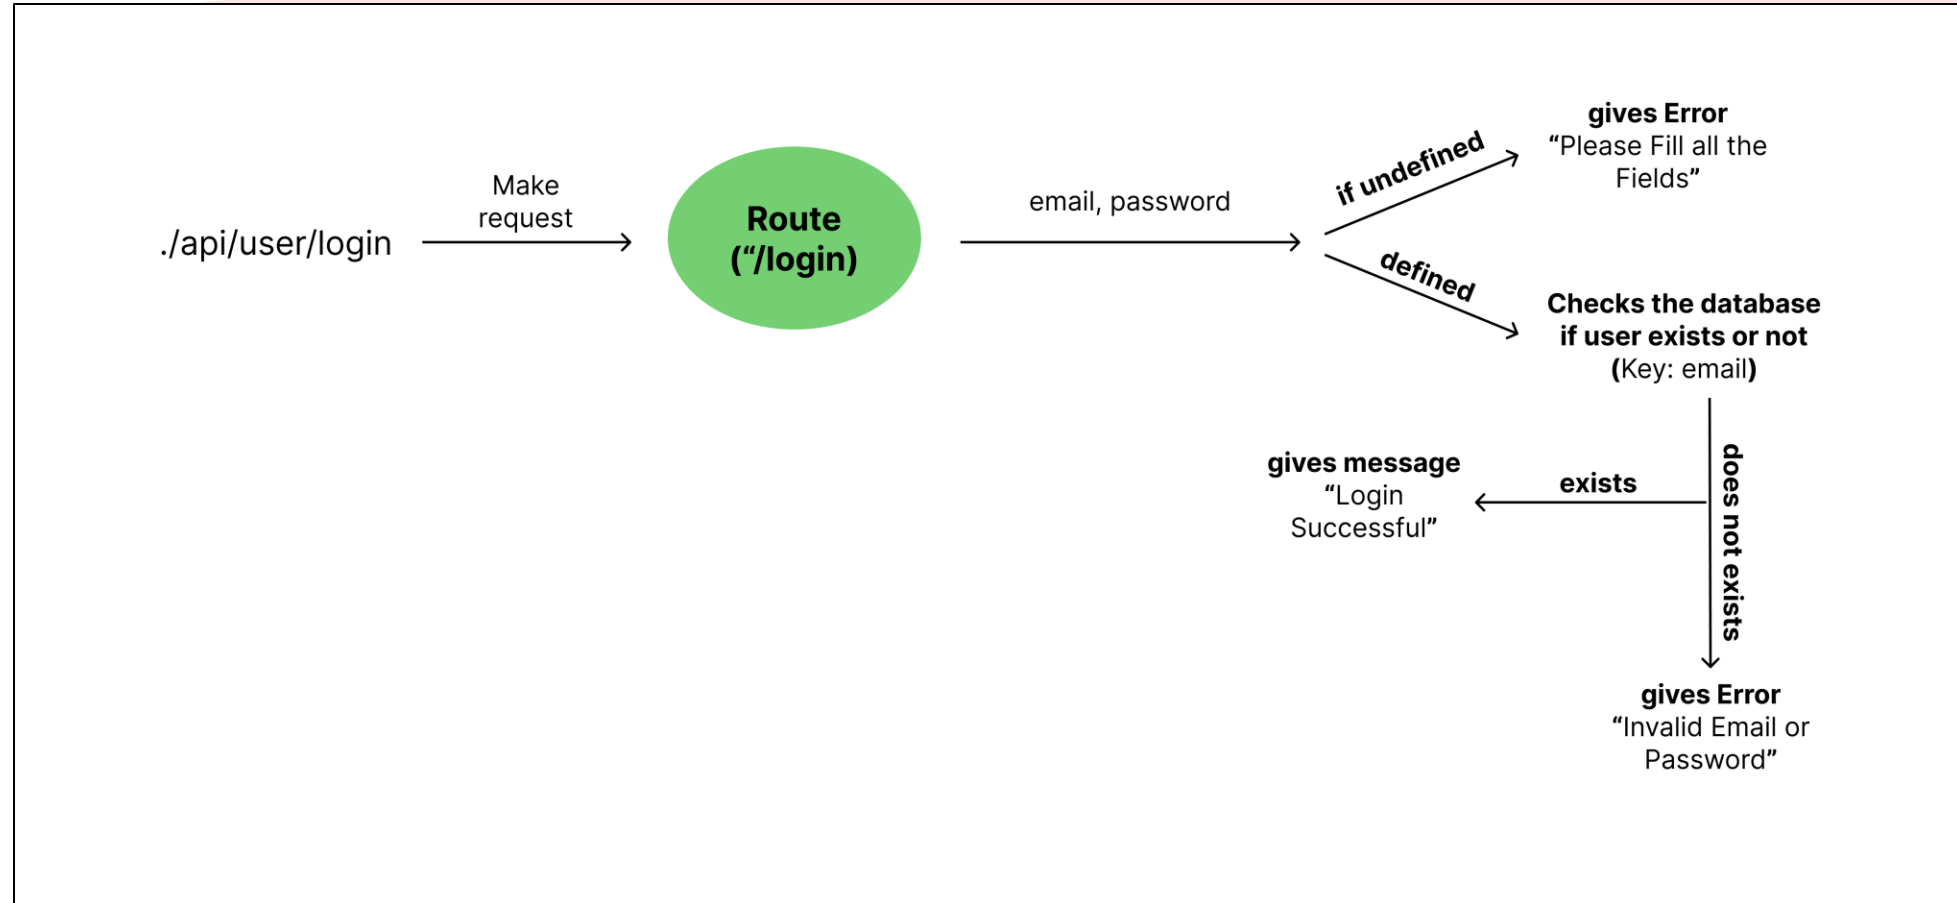 ./api/user/login
Make
request
Route
(“/login)
email, password
if undefined
gives Error
“Please Fill all the
Fields”
defined
Checks the database
if user exists or not
(Key: email)
gives message
“Login
Successful”
exists
does not exists
gives Error
“Invalid Email or
Password”